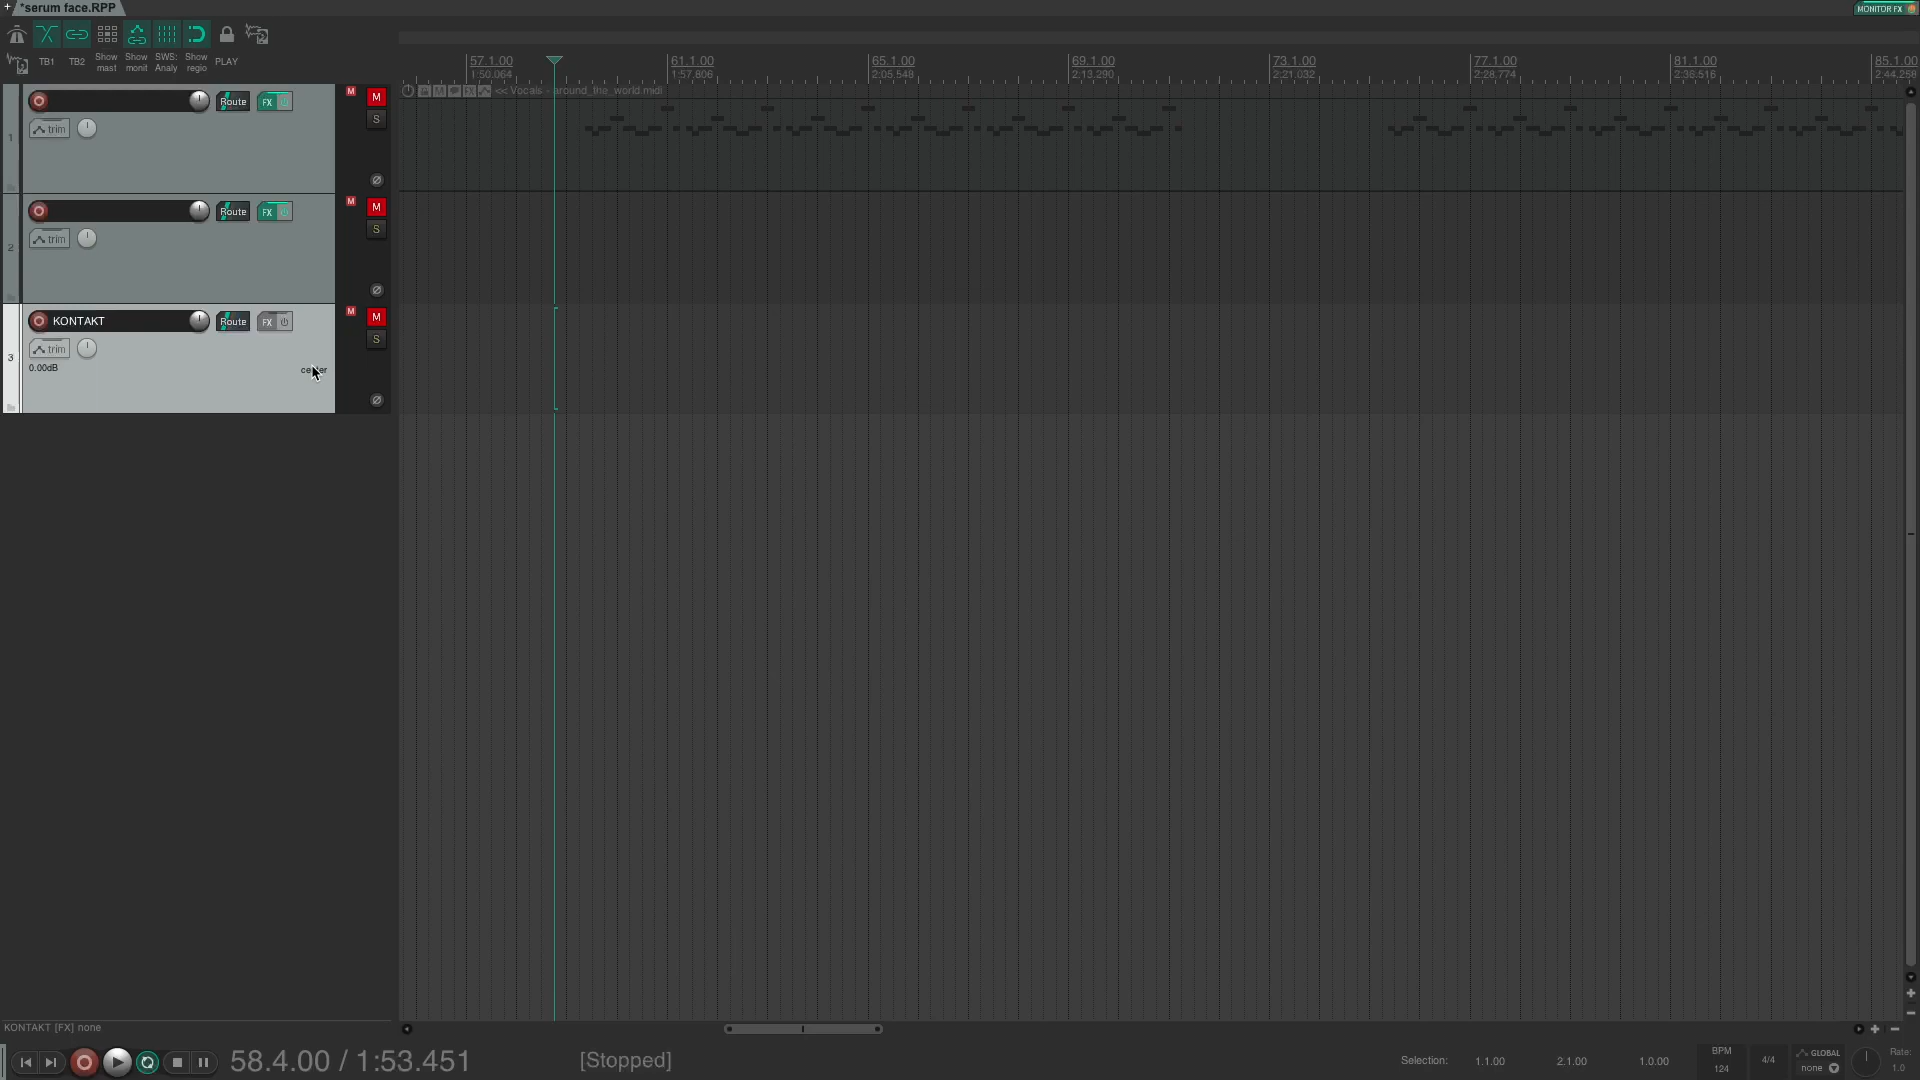 + *serum face.RPP
MONITOR FX
TB1 TB2 Show mast Show monit SWS: Analy Show regio PLAY
57.1.00 61.1.00 65.1.00 69.1.00 73.1.00 77.1.00 81.1.00 85.1.00
1:50.064 1:57.806 2:05.548 2:13.290 2:21.032 2:28.774 2:36.516 2:44.258
M FX << Vocals - around_the_world.midi
1 Route FX M M
trim S
2 Route FX M M
trim S
3 KONTAKT Route FX M M
trim S
0.00dB
KONTAKT [FX] none
58.4.00 / 1:53.451 [Stopped]
Selection: 1.1.00 2.1.00 1.0.00
BPM
124
4/4
GLOBAL
none
Rate:
1.0